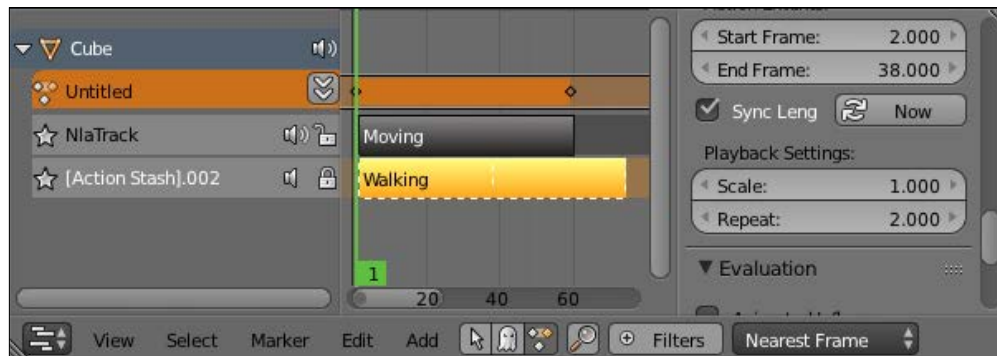 Start Frame: 2.000
Cube
End Frame: 38.000
Untitled
Sync Leng Now
NlaTrack Moving
Playback Settings:
[Action Stash].002 Walking
Scale: 1.000
Repeat: 2.000
Evaluation
1
20 40 60
View Select Marker Edit Add Filters Nearest Frame